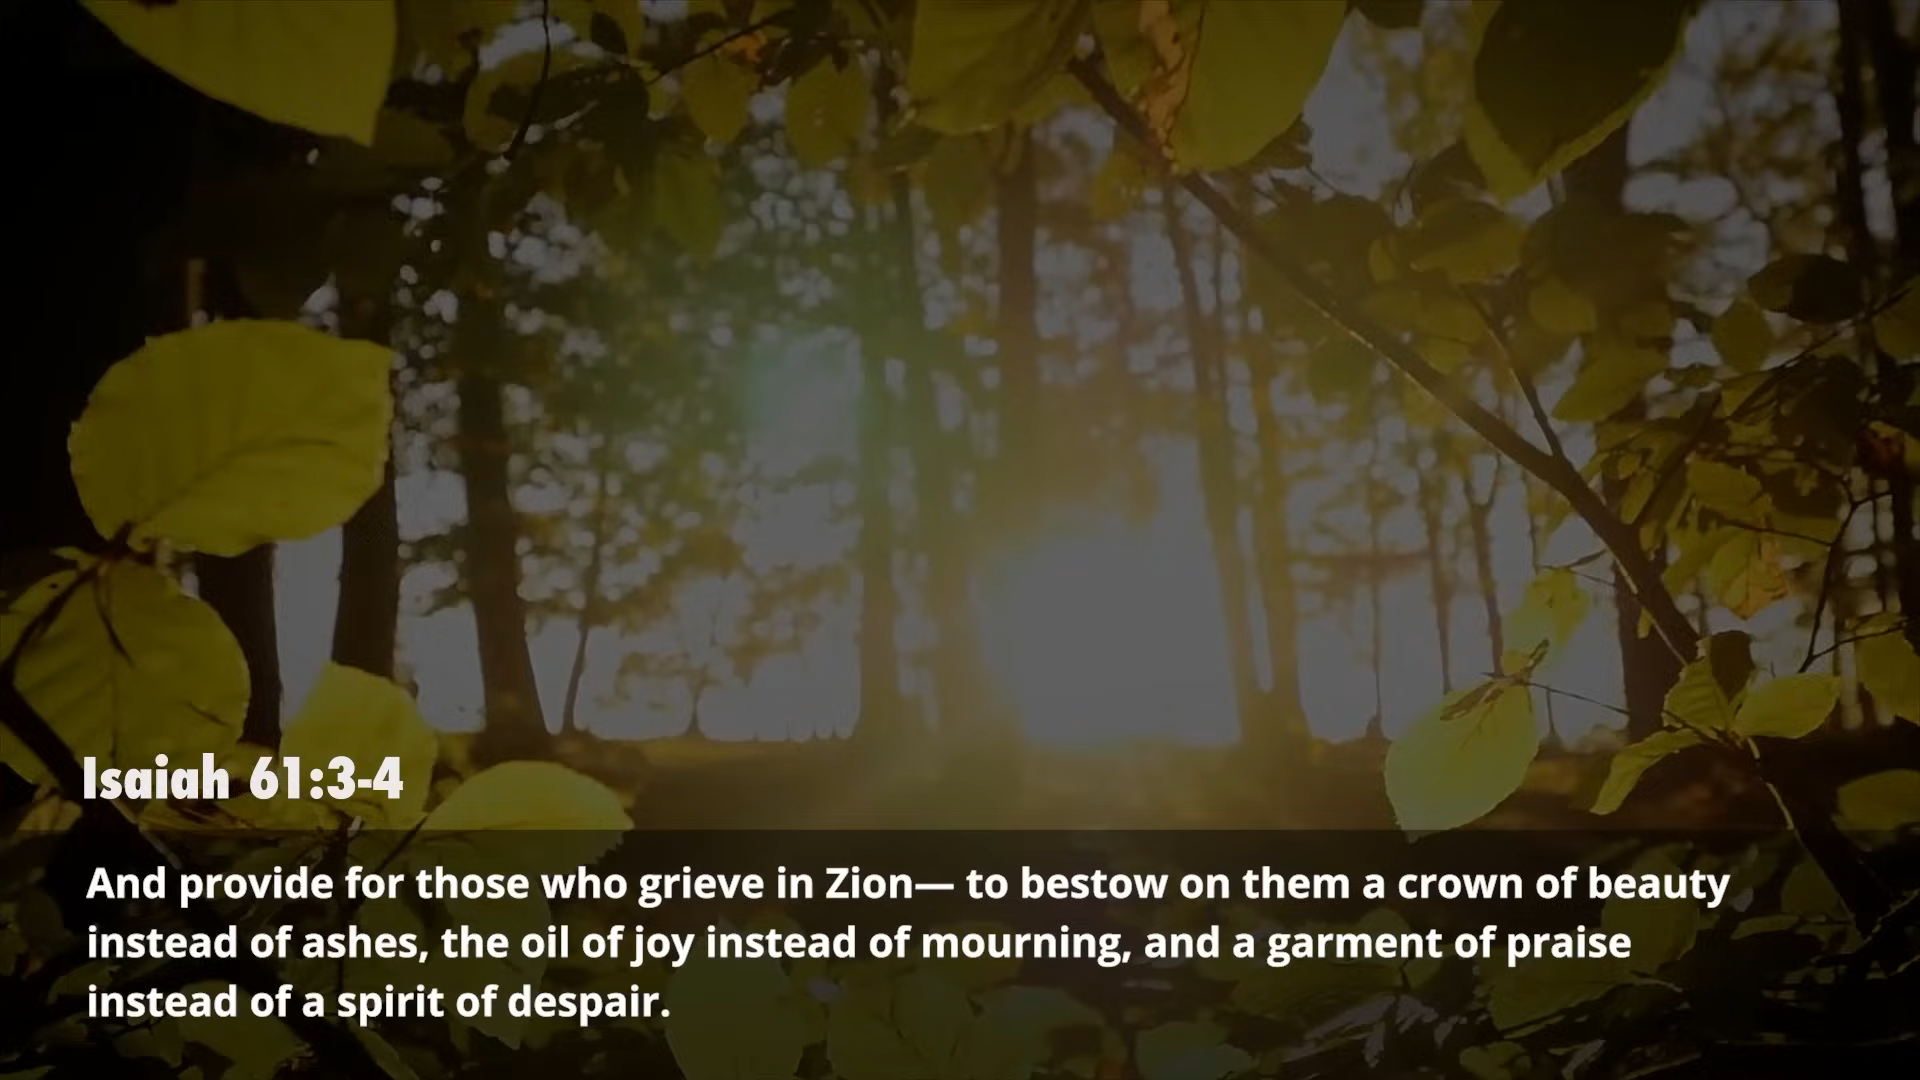 Isaiah 61:3-4
And provide for those who grieve in Zion— to bestow on them a crown of beauty
instead of ashes, the oil of joy instead of mourning, and a garment of praise
instead of a spirit of despair.